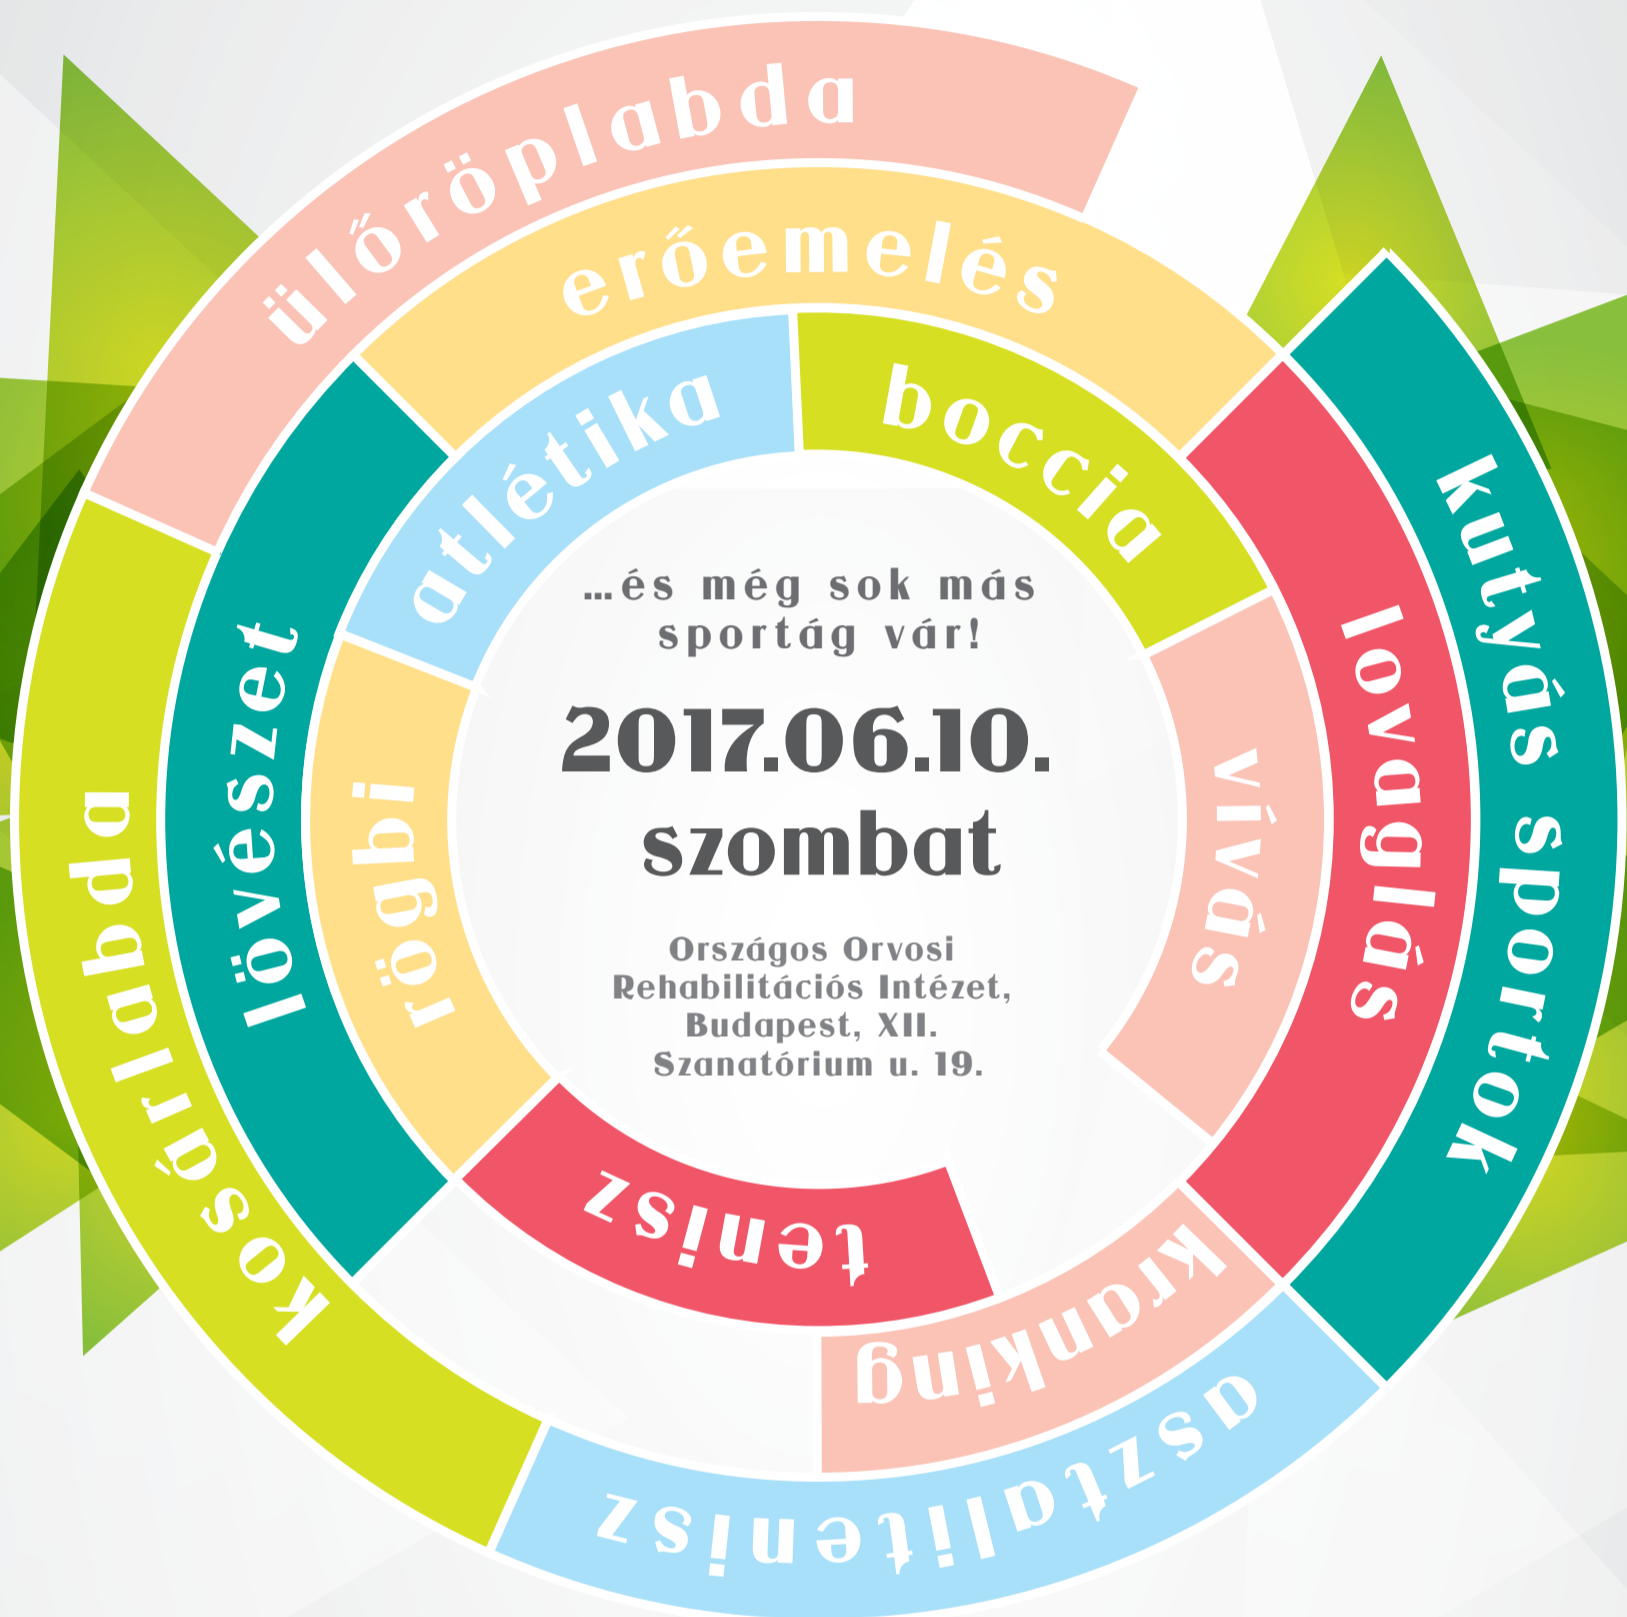 ülőröplabda
erőemelés
atlétika
boccia
kutyás sportok
lovaglás
vívás
lövészet
rögbi
kosárlabda
...és még sok más
sportág vár!
2017.06.10.
szombat
Országos Orvosi
Rehabilitációs Intézet,
Budapest, XII.
Szanatórium u. 19.
tenisz
kranking
asztalitenisz